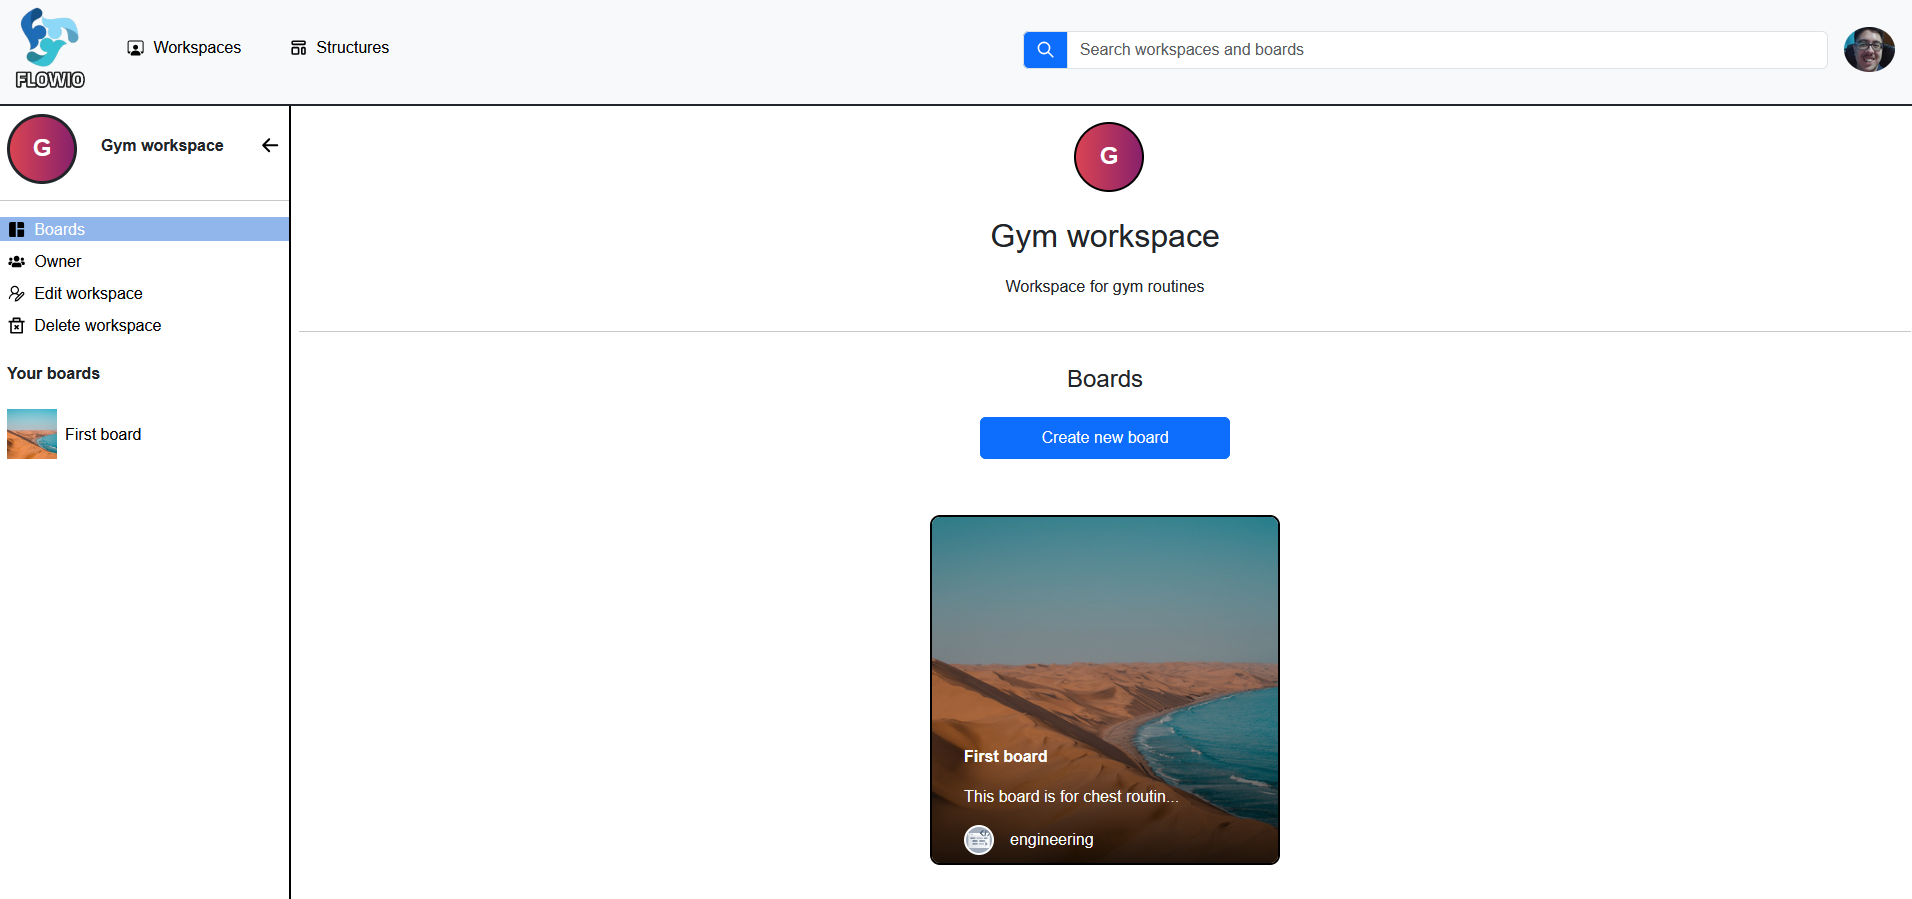 FLOWIO
Workspaces
Structures
Search workspaces and boards
G
Gym workspace
Boards
Owner
Edit workspace
Delete workspace
Your boards
First board
G
Gym workspace
Workspace for gym routines
Boards
Create new board
First board
This board is for chest routin...
engineering